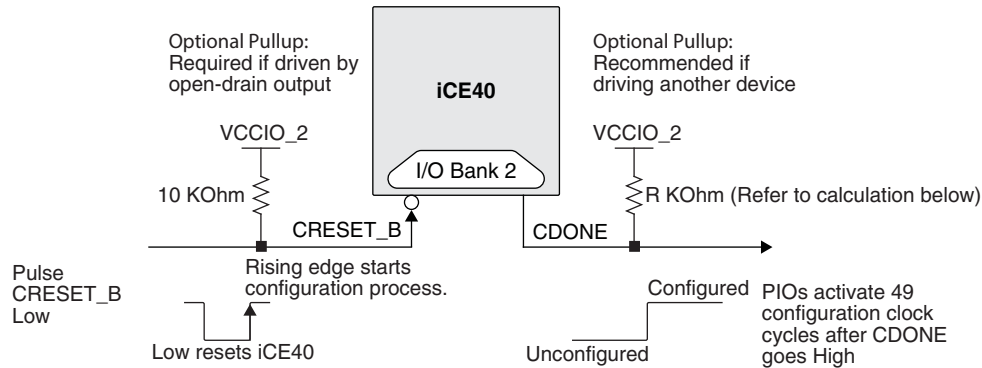 Optional Pullup:
Required if driven by
open-drain output
iCE40
Optional Pullup:
Recommended if
driving another device
VCCIO_2
VCCIO_2
I/O Bank 2
10 KOhm
R KOhm (Refer to calculation below)
CRESET_B
CDONE
Pulse
CRESET_B
Low
Rising edge starts
configuration process.
Low resets iCE40
Configured
Unconfigured
PIOs activate 49
configuration clock
cycles after CDONE
goes High